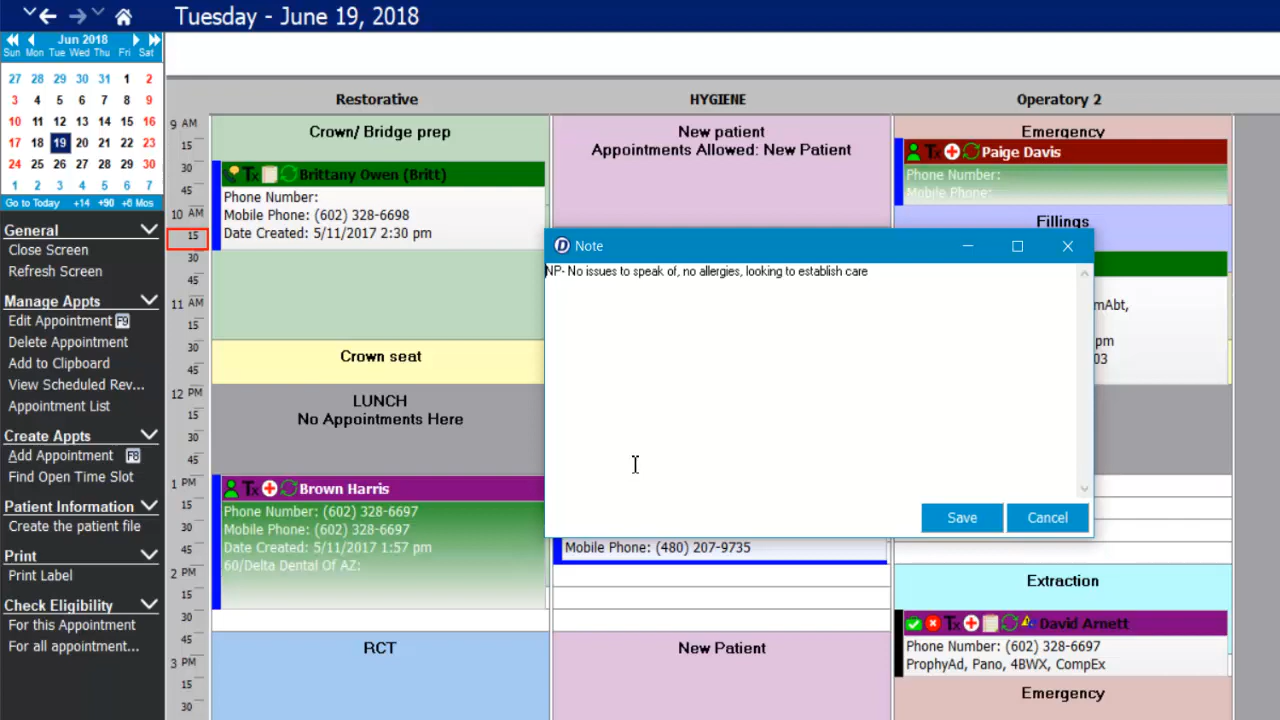 Tuesday - June 19, 2018
Jun 2018
Sun Mon Tue Wed Thu Fri Sat
27 28 29 30 31 1 2
3 4 5 6 7 8 9
10 11 12 13 14 15 16
17 18 19 20 21 22 23
24 25 26 27 28 29 30
1 2 3 4 5 6 7
Go to Today +14 +90 +6 Mos
General
Close Screen
Refresh Screen
Manage Appts
Edit Appointment F9
Delete Appointment
Add to Clipboard
View Scheduled Rev...
Appointment List
Create Appts
Add Appointment F8
Find Open Time Slot
Patient Information
Create the patient file
Print
Print Label
Check Eligibility
For this Appointment
For all appointment...
9 AM
15
30
45
10 AM
15
30
45
11 AM
15
30
45
12 PM
15
30
45
1 PM
15
30
45
2 PM
15
30
45
3 PM
15
30
Restorative
Crown/ Bridge prep
Tx Brittany Owen (Britt)
Phone Number:
Mobile Phone: (602) 328-6698
Date Created: 5/11/2017 2:30 pm
Crown seat
LUNCH
No Appointments Here
Tx Brown Harris
Phone Number: (602) 328-6697
Mobile Phone: (602) 328-6697
Date Created: 5/11/2017 1:57 pm
60/Delta Dental Of AZ:
RCT
HYGIENE
New patient
Appointments Allowed: New Patient
Note
NP- No issues to speak of, no allergies, looking to establish care
Save Cancel
Mobile Phone: (480) 207-9735
New Patient
Operatory 2
Emergency
Tx Paige Davis
Phone Number:
Mobile Phone:
Fillings
mAbt,
pm
03
Extraction
Tx David Arnett
Phone Number: (602) 328-6697
ProphyAd, Pano, 4BWX, CompEx
Emergency